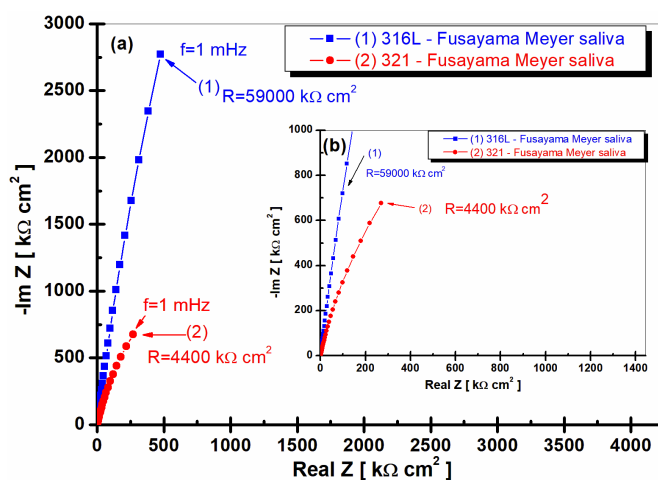 (a)
f=1 mHz
(1) 316L - Fusayama Meyer saliva
(2) 321 - Fusayama Meyer saliva
(1)
R=59000 kΩ cm²
f=1 mHz
(2)
R=4400 kΩ cm²
-Im Z [ kΩ cm² ]
3000
2500
2000
1500
1000
500
0
0 500 1000 1500 2000 2500 3000 3500 4000
Real Z [ kΩ cm² ]
(b)
(1) 316L - Fusayama Meyer saliva
(2) 321 - Fusayama Meyer saliva
(1)
R=59000 kΩ cm²
(2) R=4400 kΩ cm²
-Im Z [ kΩ cm² ]
1000
800
600
400
200
0
0 200 400 600 800 1000 1200 1400
Real Z [ kΩ cm² ]